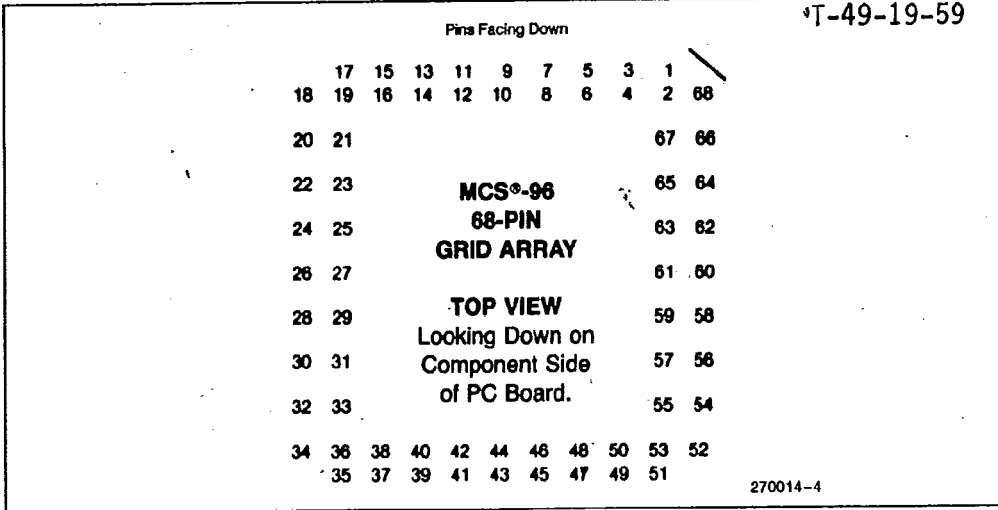 T-49-19-59
Pins Facing Down
17 15 13 11 9 7 5 3 1
18 19 16 14 12 10 8 6 4 2 68
20 21 67 66
22 23 65 64
24 25 63 62
26 27 61 60
28 29 59 58
30 31 57 56
32 33 55 54
34 36 38 40 42 44 46 48 50 53 52
35 37 39 41 43 45 47 49 51
MCS®-96
68-PIN
GRID ARRAY
TOP VIEW
Looking Down on
Component Side
of PC Board.
270014-4